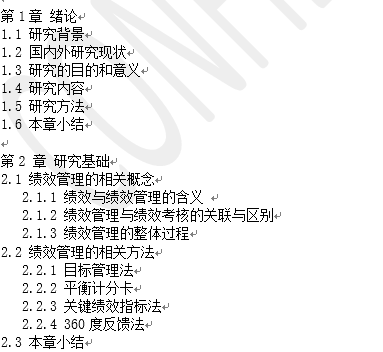 第 1 章 绪论
1.1 研究背景
1.2 国内外研究现状
1.3 研究的目的和意义
1.4 研究内容
1.5 研究方法
1.6 本章小结
第 2 章 研究基础
2.1 绩效管理的相关概念
2.1.1 绩效与绩效管理的含义
2.1.2 绩效管理与绩效考核的关联与区别
2.1.3 绩效管理的整体过程
2.2 绩效管理的相关方法
2.2.1 目标管理法
2.2.2 平衡计分卡
2.2.3 关键绩效指标法
2.2.4 360 度反馈法
2.3 本章小结